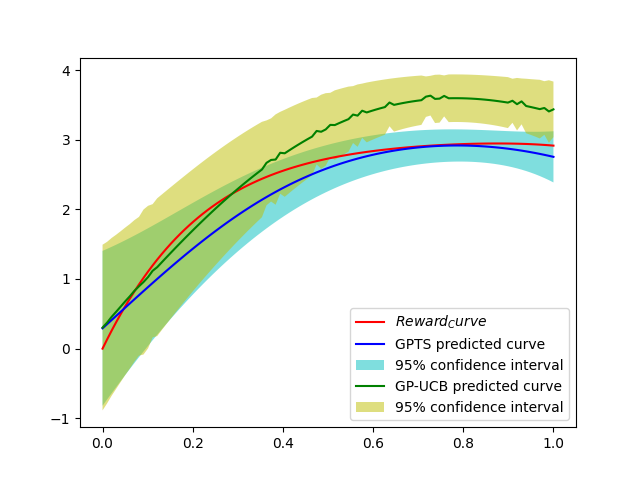 4
3
2
1
0
−1
0.0 0.2 0.4 0.6 0.8 1.0
Reward_Curve
GPTS predicted curve
95% confidence interval
GP-UCB predicted curve
95% confidence interval